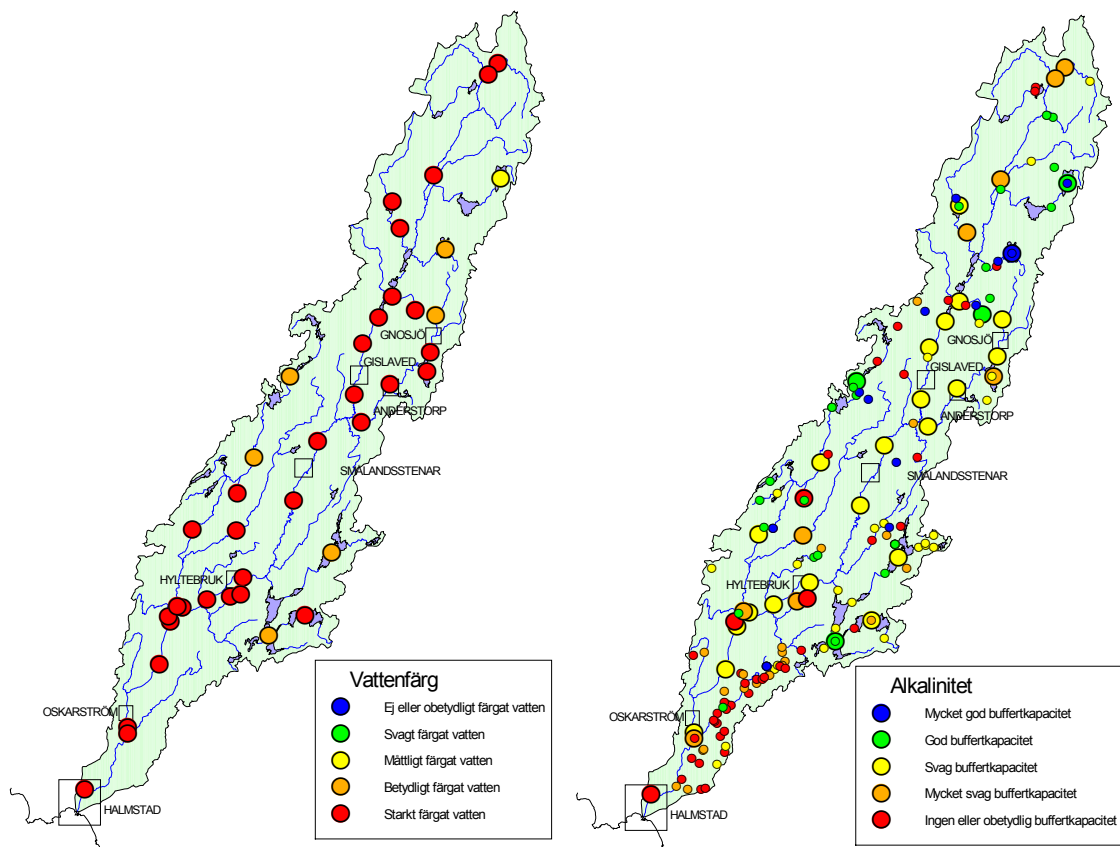 GNOSJÖ
GISLAVED
ANDERSTORP
SMÅLANDSSTENAR
HYLTEBRUK
OSKARSTRÖM
HALMSTAD
Vattenfärg
Ej eller obetydligt färgat vatten
Svagt färgat vatten
Måttligt färgat vatten
Betydligt färgat vatten
Starkt färgat vatten
GNOSJÖ
GISLAVED
ANDERSTORP
SMÅLANDSSTENAR
HYLTEBRUK
OSKARSTRÖM
HALMSTAD
Alkalinitet
Mycket god buffertkapacitet
God buffertkapacitet
Svag buffertkapacitet
Mycket svag buffertkapacitet
Ingen eller obetydlig buffertkapacitet